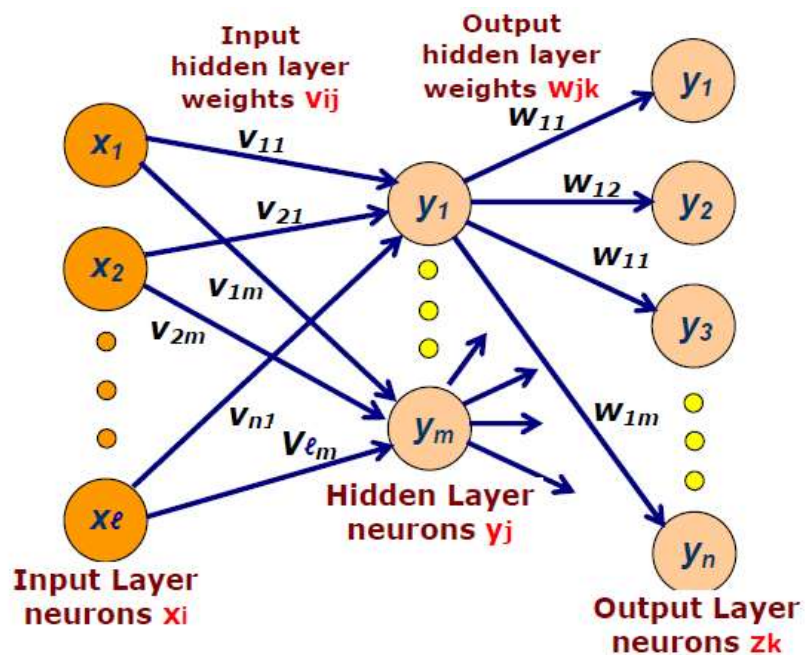 Input
hidden layer
weights vij
Output
hidden layer
weights wjk
x1
x2
xℓ
v11
v21
v1m
v2m
vn1
Vℓm
y1
ym
w11
w12
w11
w1m
y1
y2
y3
yn
Input Layer
neurons xi
Hidden Layer
neurons yj
Output Layer
neurons zk